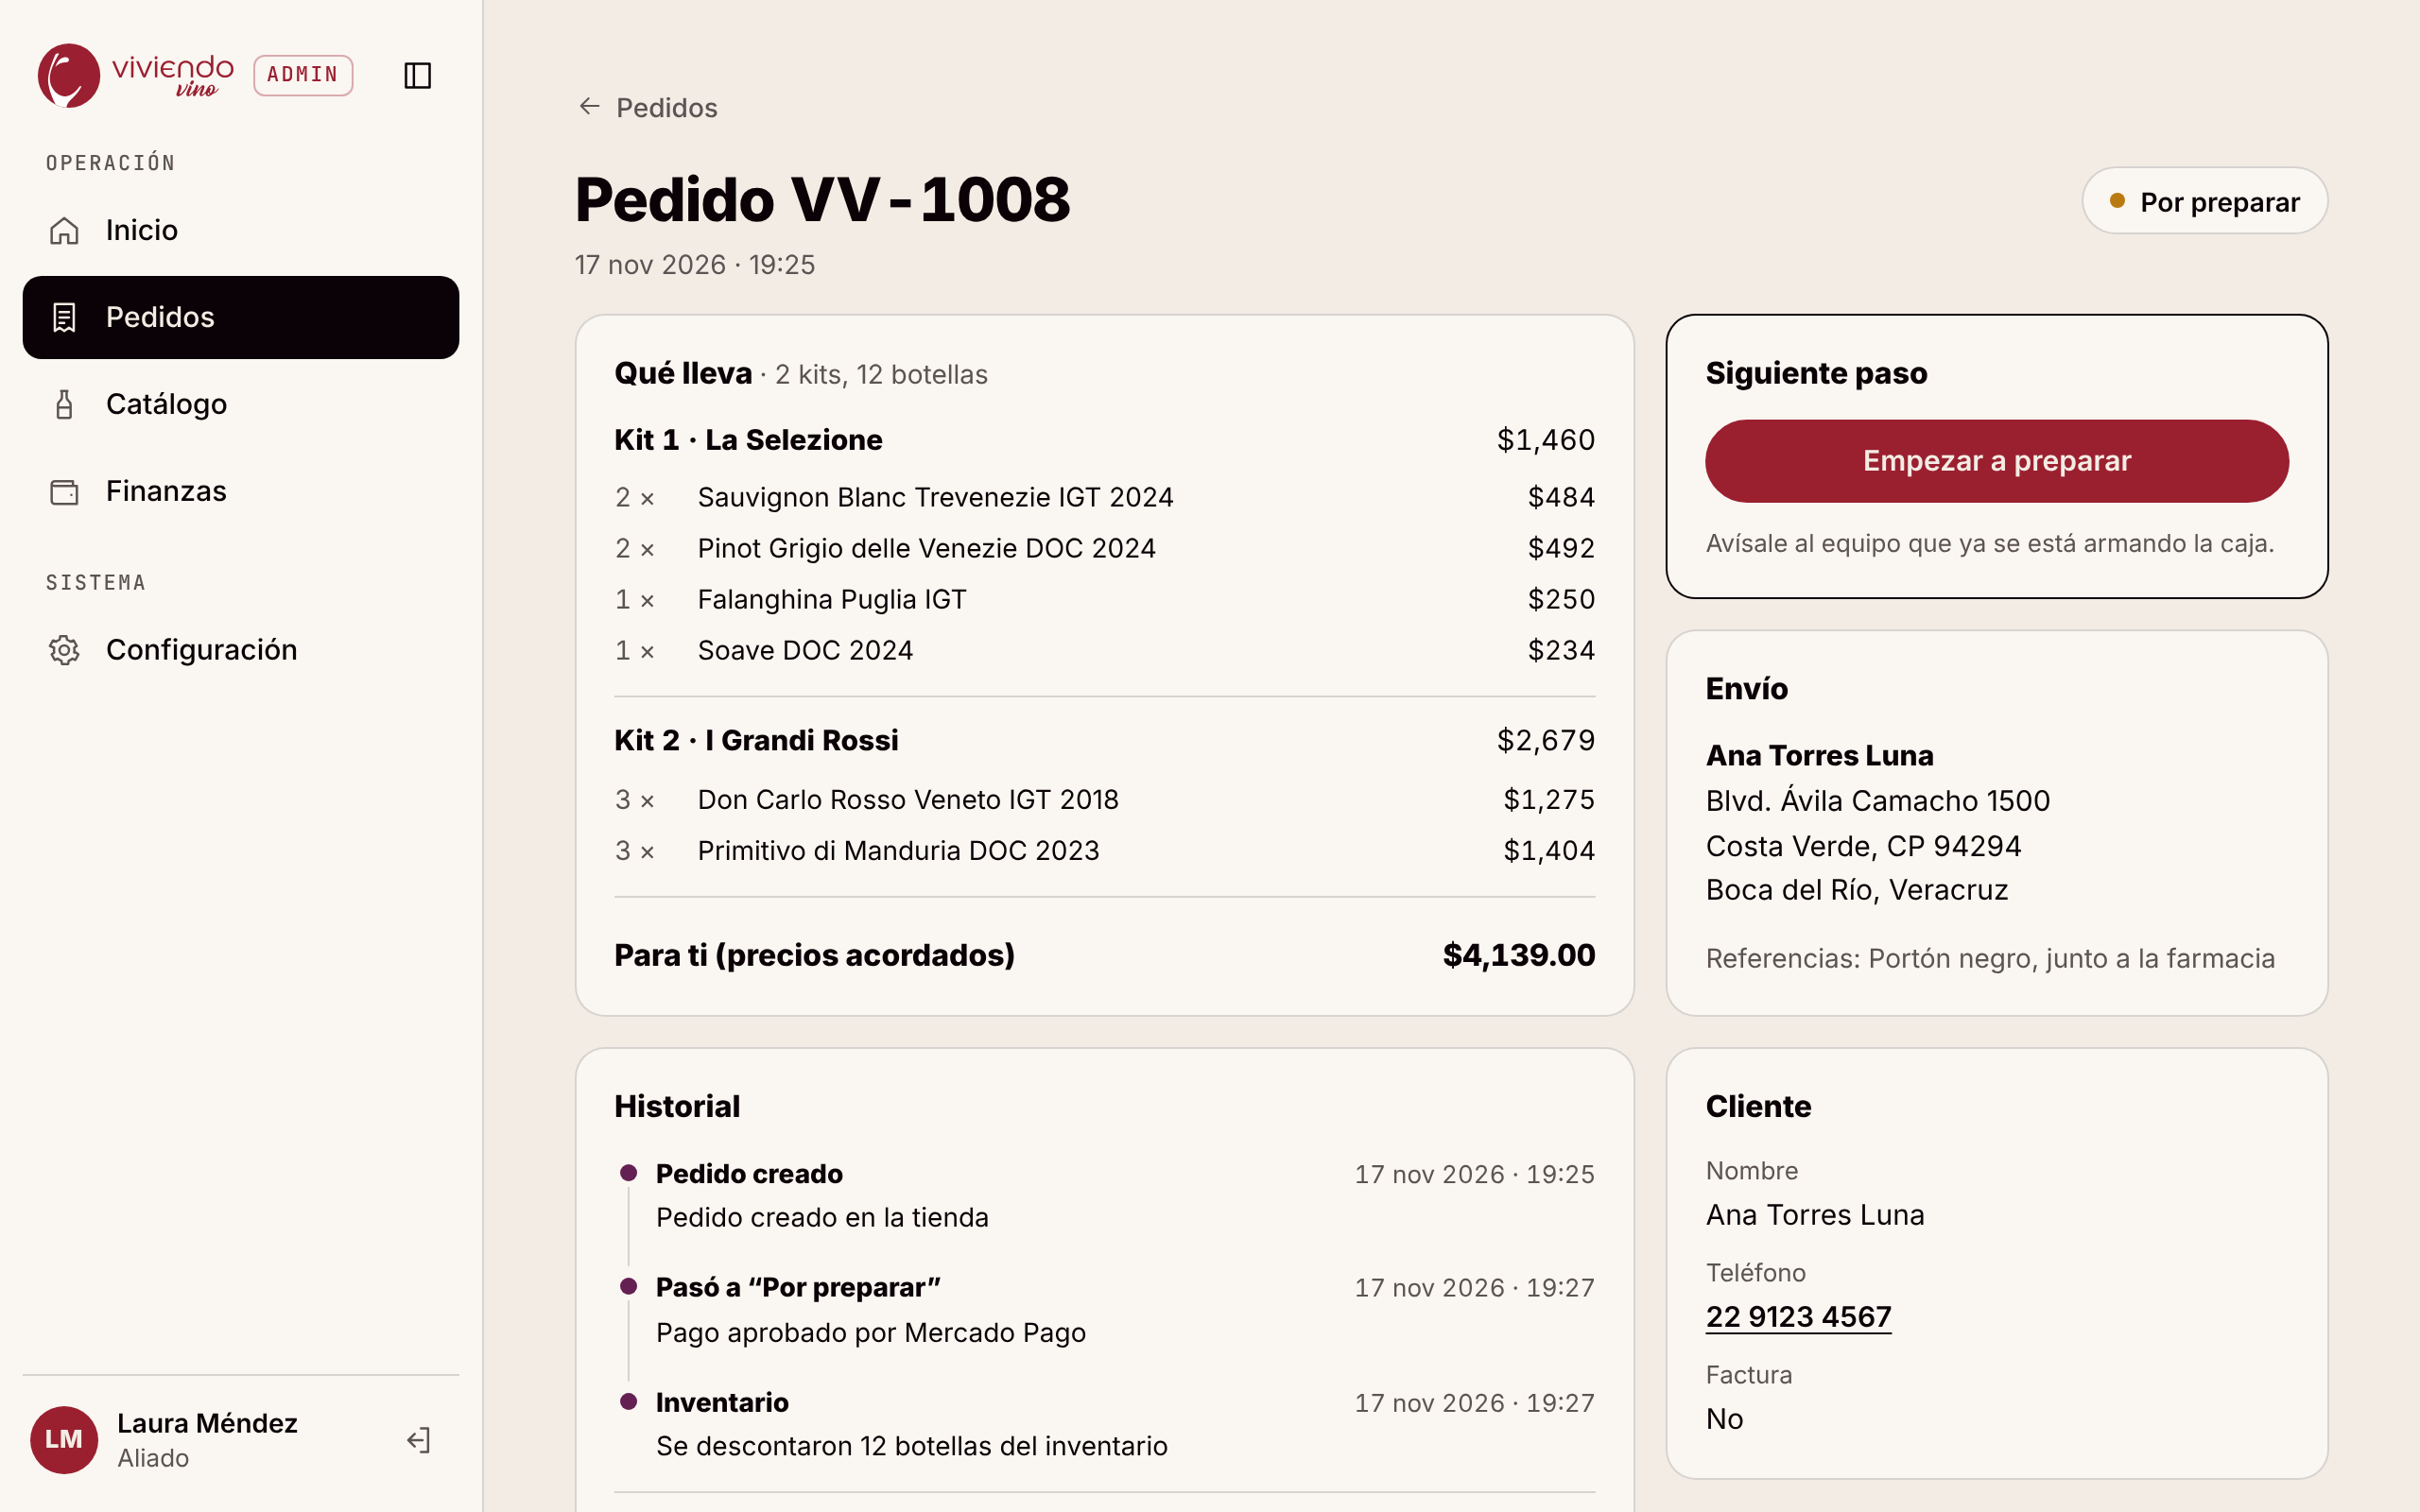 viviendo
vino
ADMIN
OPERACIÓN
Inicio
Pedidos
Catálogo
Finanzas
SISTEMA
Configuración
LM
Laura Méndez
Aliado
← Pedidos
Pedido VV-1008
17 nov 2026 · 19:25
Por preparar
Qué lleva · 2 kits, 12 botellas
Kit 1 · La Selezione $1,460
2 × Sauvignon Blanc Trevenezie IGT 2024 $484
2 × Pinot Grigio delle Venezie DOC 2024 $492
1 × Falanghina Puglia IGT $250
1 × Soave DOC 2024 $234
Kit 2 · I Grandi Rossi $2,679
3 × Don Carlo Rosso Veneto IGT 2018 $1,275
3 × Primitivo di Manduria DOC 2023 $1,404
Para ti (precios acordados) $4,139.00
Siguiente paso
Empezar a preparar
Avísale al equipo que ya se está armando la caja.
Envío
Ana Torres Luna
Blvd. Ávila Camacho 1500
Costa Verde, CP 94294
Boca del Río, Veracruz
Referencias: Portón negro, junto a la farmacia
Historial
Pedido creado 17 nov 2026 · 19:25
Pedido creado en la tienda
Pasó a “Por preparar” 17 nov 2026 · 19:27
Pago aprobado por Mercado Pago
Inventario 17 nov 2026 · 19:27
Se descontaron 12 botellas del inventario
Cliente
Nombre
Ana Torres Luna
Teléfono
22 9123 4567
Factura
No